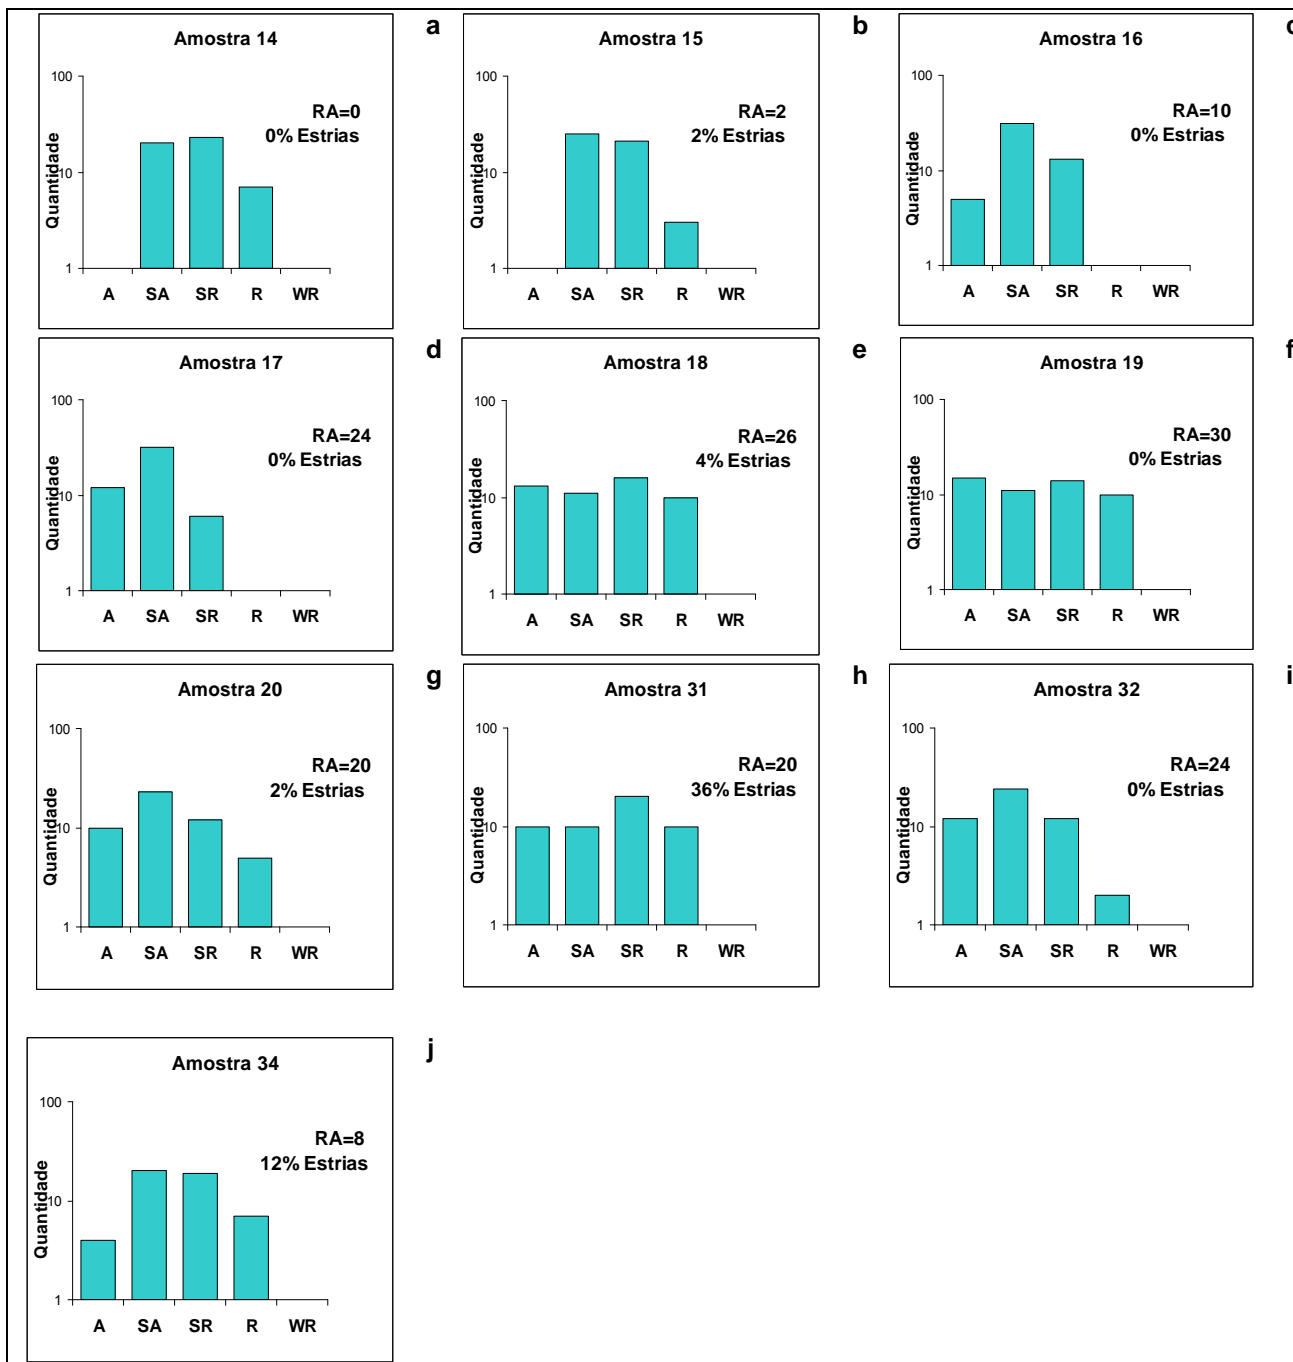 Amostra 14
a
RA=0
0% Estrias
Quantidade
100
10
1
A SA SR R WR
Amostra 15
b
RA=2
2% Estrias
Quantidade
100
10
1
A SA SR R WR
Amostra 16
RA=10
0% Estrias
Quantidade
100
10
1
A SA SR R WR
Amostra 17
d
RA=24
0% Estrias
Quantidade
100
10
1
A SA SR R WR
Amostra 18
e
RA=26
4% Estrias
Quantidade
100
10
1
A SA SR R WR
Amostra 19
f
RA=30
0% Estrias
Quantidade
100
10
1
A SA SR R WR
Amostra 20
g
RA=20
2% Estrias
Quantidade
100
10
1
A SA SR R WR
Amostra 31
h
RA=20
36% Estrias
Quantidade
100
10
1
A SA SR R WR
Amostra 32
i
RA=24
0% Estrias
Quantidade
100
10
1
A SA SR R WR
Amostra 34
j
RA=8
12% Estrias
Quantidade
100
10
1
A SA SR R WR